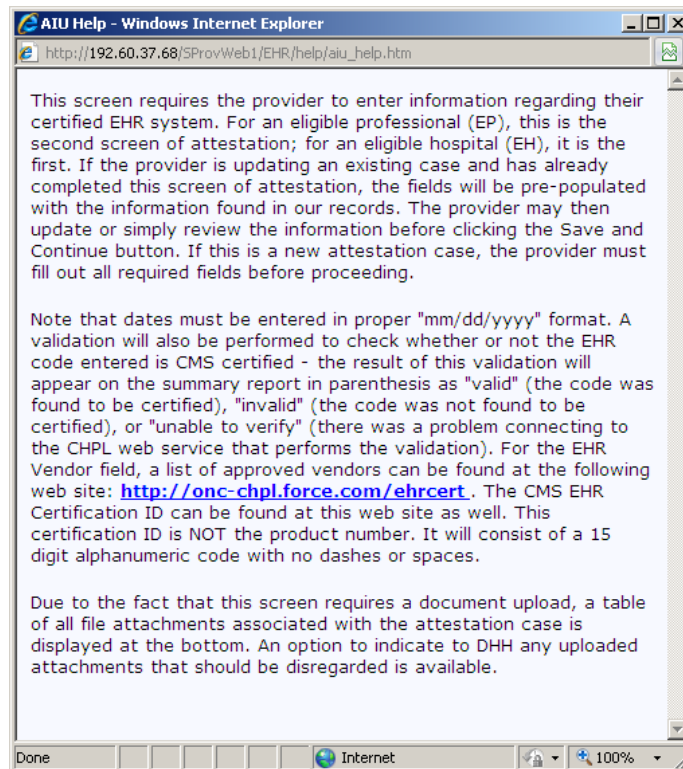 AIU Help - Windows Internet Explorer
http://192.60.37.68/SProvWeb1/EHR/help/aiu_help.htm
This screen requires the provider to enter information regarding their
certified EHR system. For an eligible professional (EP), this is the
second screen of attestation; for an eligible hospital (EH), it is the
first. If the provider is updating an existing case and has already
completed this screen of attestation, the fields will be pre-populated
with the information found in our records. The provider may then
update or simply review the information before clicking the Save and
Continue button. If this is a new attestation case, the provider must
fill out all required fields before proceeding.
Note that dates must be entered in proper "mm/dd/yyyy" format. A
validation will also be performed to check whether or not the EHR
code entered is CMS certified - the result of this validation will
appear on the summary report in parenthesis as "valid" (the code was
found to be certified), "invalid" (the code was not found to be
certified), or "unable to verify" (there was a problem connecting to
the CHPL web service that performs the validation). For the EHR
Vendor field, a list of approved vendors can be found at the following
web site: http://onc-chpl.force.com/ehrcert . The CMS EHR
Certification ID can be found at this web site as well. This
certification ID is NOT the product number. It will consist of a 15
digit alphanumeric code with no dashes or spaces.
Due to the fact that this screen requires a document upload, a table
of all file attachments associated with the attestation case is
displayed at the bottom. An option to indicate to DHH any uploaded
attachments that should be disregarded is available.
Done Internet 100%